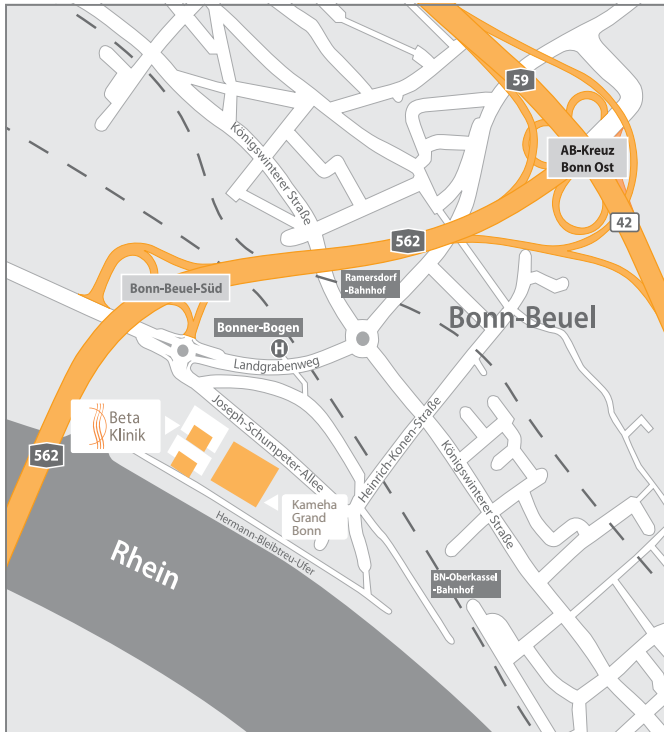 59
AB-Kreuz
Bonn Ost
Königswinterer Straße
42
562
Ramersdorf
-Bahnhof
Bonn-Beuel-Süd
Bonn-Beuel
Bonner-Bogen
H
Landgrabenweg
Joseph-Schumpeter-Allee
Beta
Klinik
562
Heinrich-Konen-Straße
Königswinterer Straße
Kameha
Grand
Bonn
Hermann-Bleibtreu-Ufer
Rhein
BN-Oberkassel
-Bahnhof